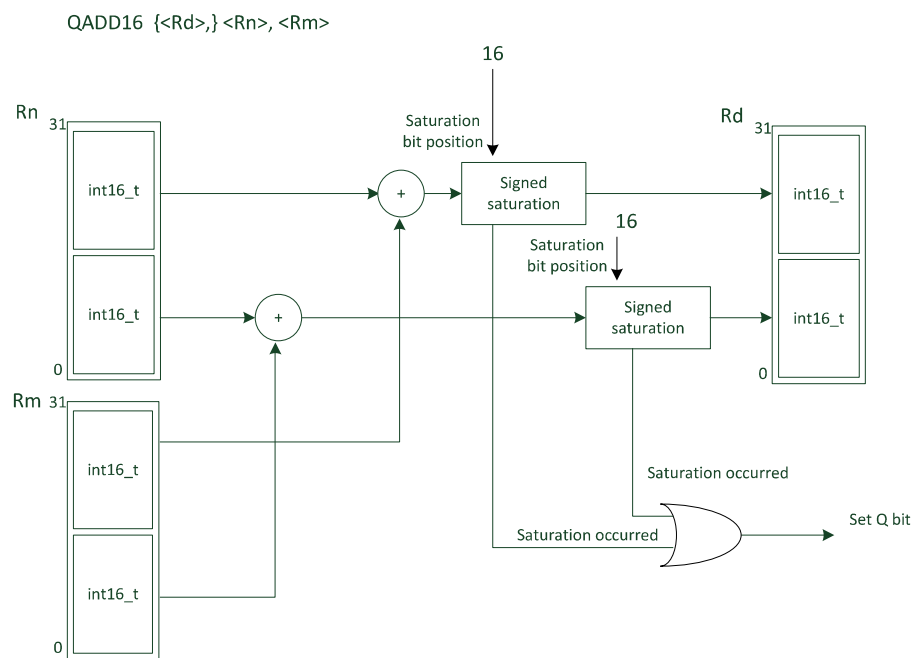 QADD16 {<Rd>,} <Rn>, <Rm>
16
Rn
31
Saturation
bit position
Rd
31
int16_t
+
Signed
saturation
int16_t
16
Saturation
bit position
int16_t
+
Signed
saturation
int16_t
0
0
Rm
31
int16_t
Saturation occurred
Saturation occurred
Set Q bit
int16_t
0